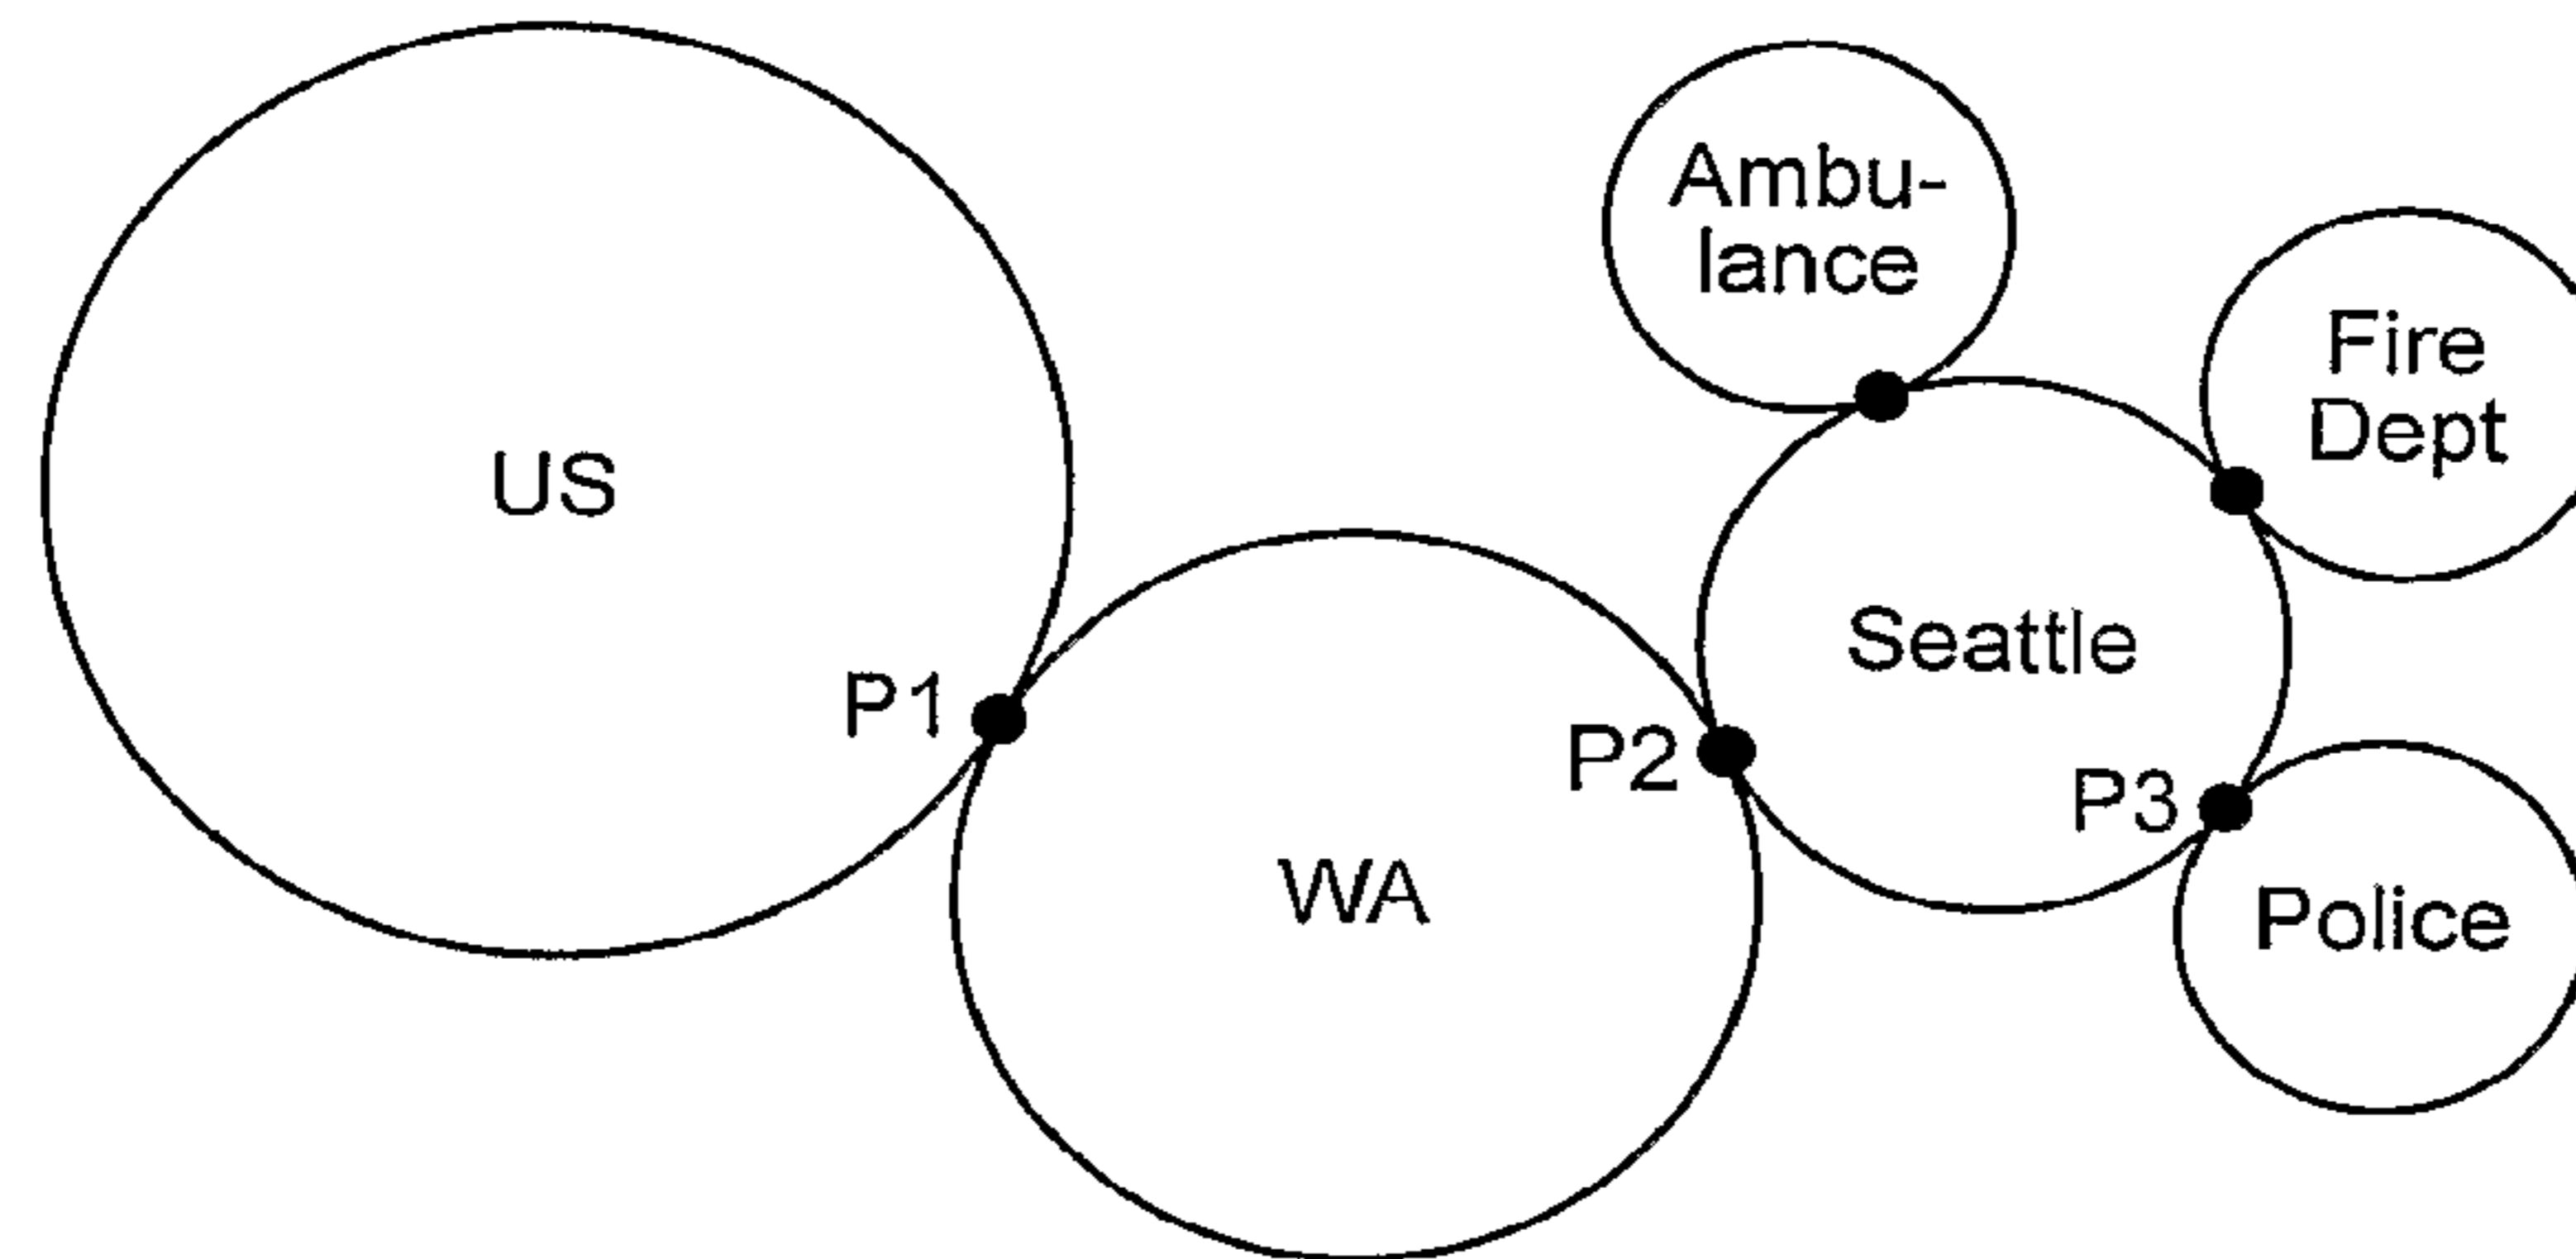 Ambu-
lance
Fire
Dept
US
Seattle
P1
P2
P3
WA
Police